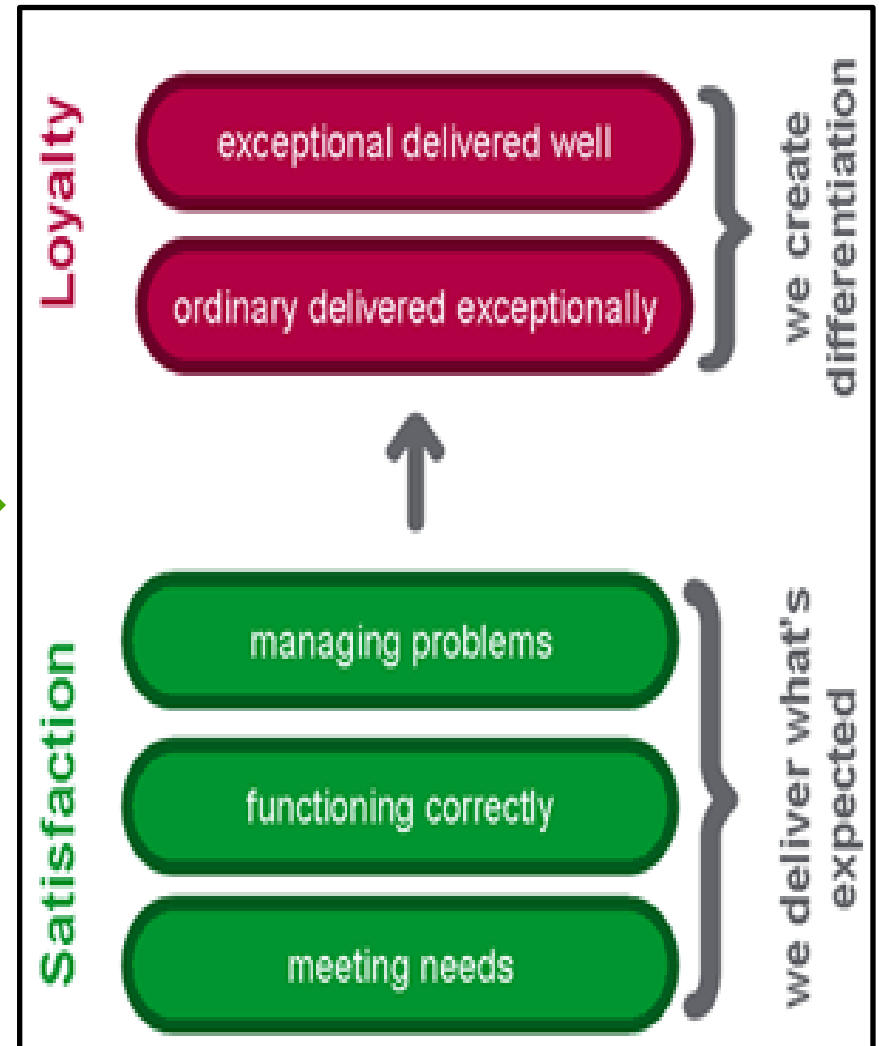 Loyalty
exceptional delivered well
ordinary delivered exceptionally
we create
differentiation
Satisfaction
managing problems
functioning correctly
meeting needs
we deliver what's
expected